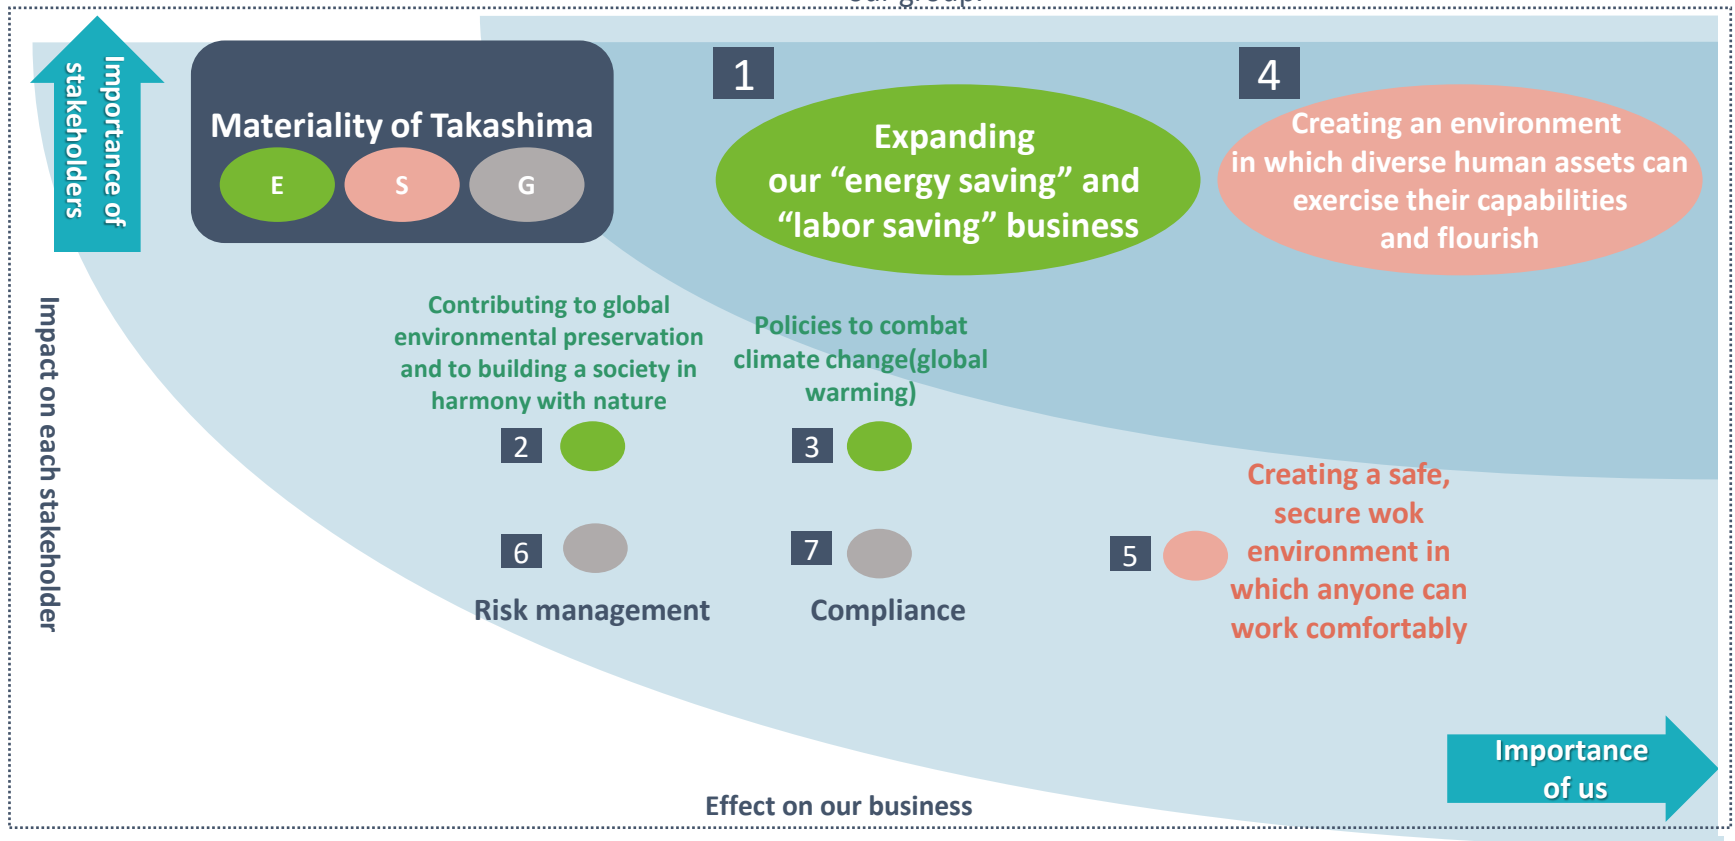 our group.
Importance of
stakeholders
Materiality of Takashima
E
S
G
1
Expanding
our “energy saving” and
“labor saving” business
4
Creating an environment
in which diverse human assets can
exercise their capabilities
and flourish
Impact on each stakeholder
Contributing to global
environmental preservation
and to building a society in
harmony with nature
2
Policies to combat
climate change(global
warming)
3
6
Risk management
7
Compliance
5
Creating a safe,
secure wok
environment in
which anyone can
work comfortably
Importance
of us
Effect on our business